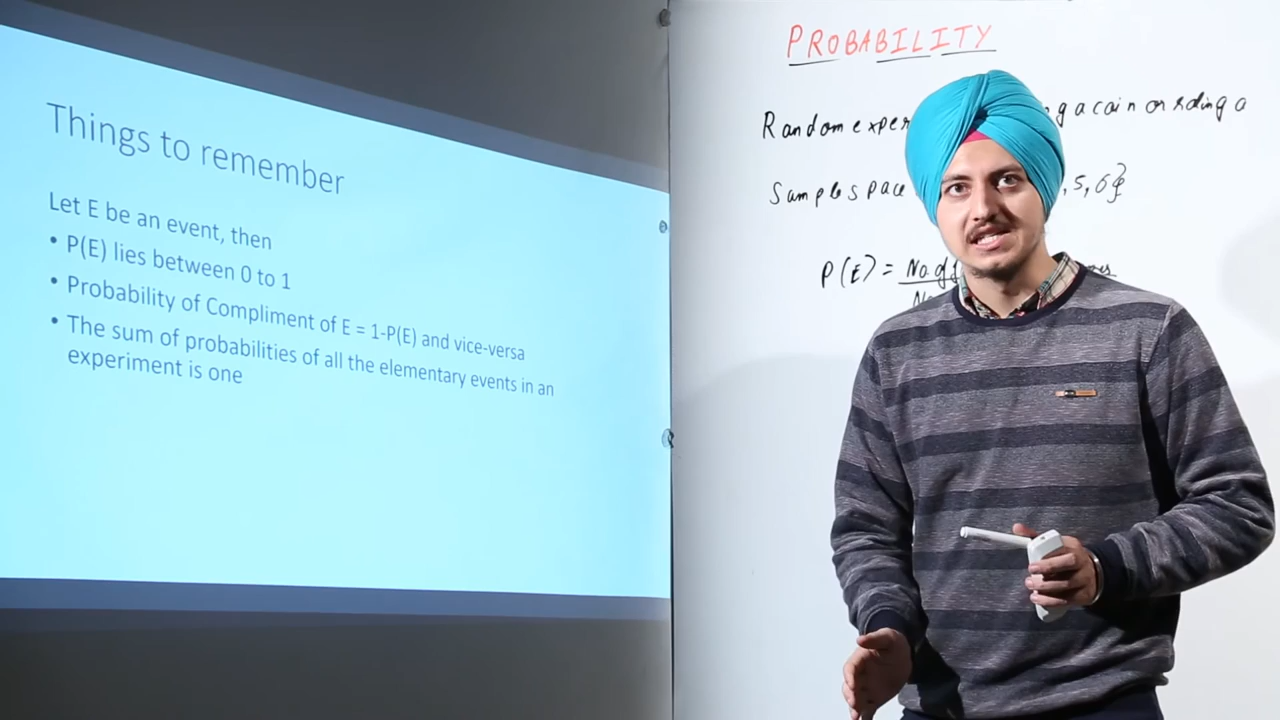 Things to remember
Let E be an event, then
• P(E) lies between 0 to 1
• Probability of Compliment of E = 1-P(E) and vice-versa
• The sum of probabilities of all the elementary events in an
experiment is one
PROBABILITY
Random a coin or rolling a
Sample space , 5, 6}
P(E) =